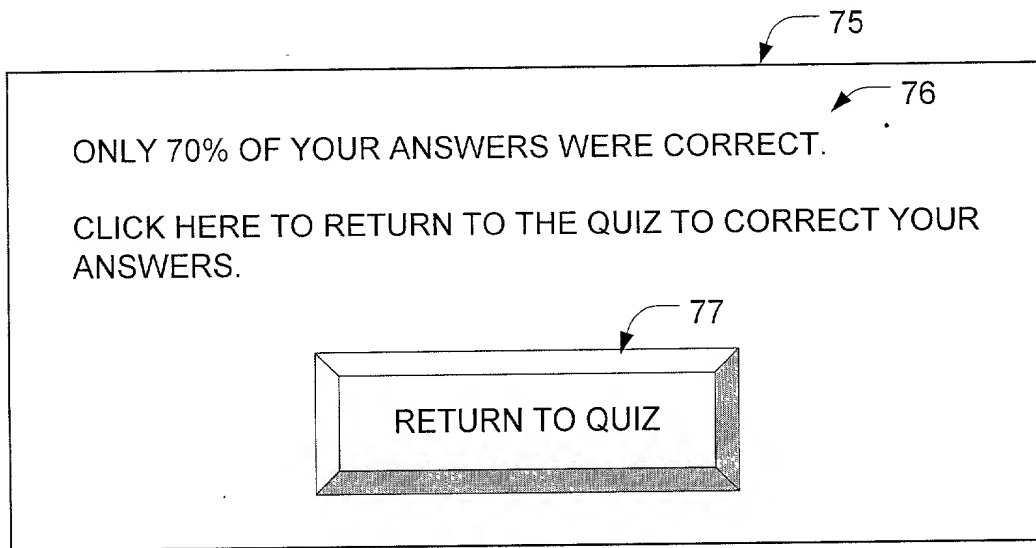 75
76
ONLY 70% OF YOUR ANSWERS WERE CORRECT.
CLICK HERE TO RETURN TO THE QUIZ TO CORRECT YOUR
ANSWERS.
77
RETURN TO QUIZ